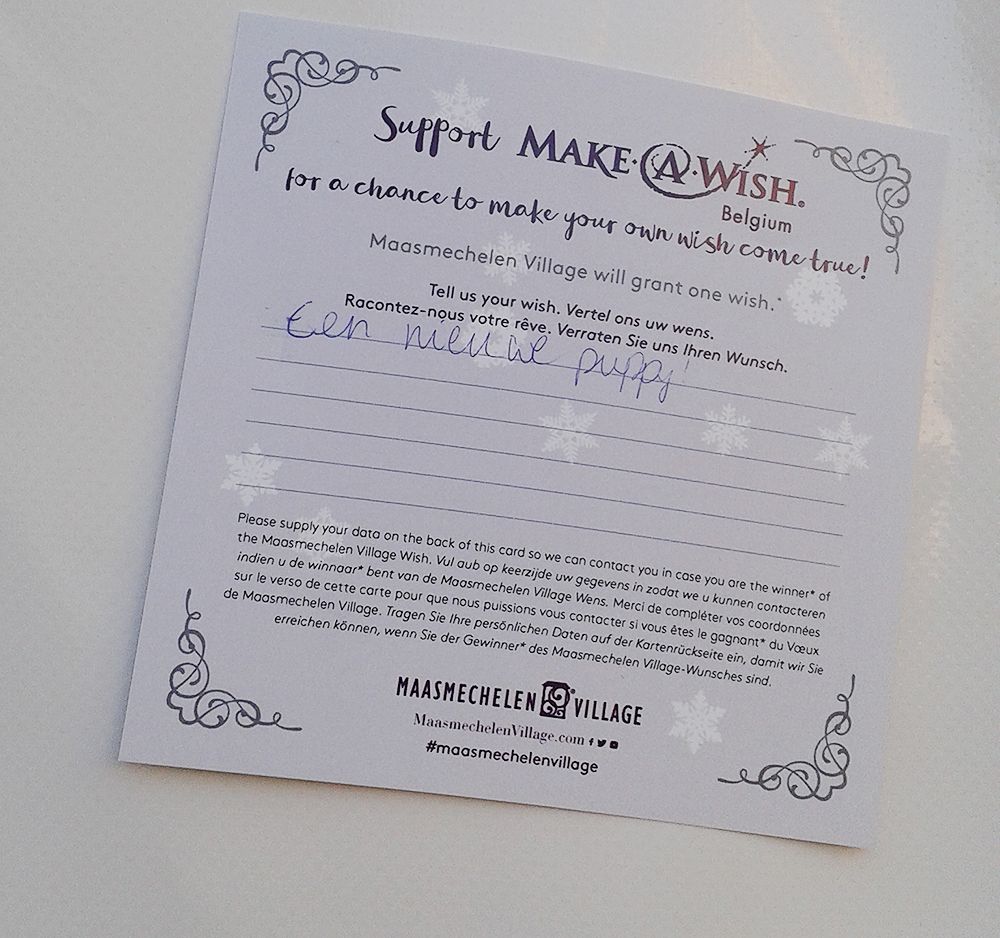 Support MAKE·A·WISH.
Belgium
for a chance to make your own wish come true!
Maasmechelen Village will grant one wish.*
Tell us your wish. Vertel ons uw wens.
Racontez-nous votre rêve. Verraten Sie uns Ihren Wunsch.
Een nieuwe puppy!
Please supply your data on the back of this card so we can contact you in case you are the winner* of
the Maasmechelen Village Wish. Vul aub op keerzijde uw gegevens in zodat we u kunnen contacteren
indien u de winnaar* bent van de Maasmechelen Village Wens. Merci de compléter vos coordonnées
sur le verso de cette carte pour que nous puissions vous contacter si vous êtes le gagnant* du Vœux
de Maasmechelen Village. Tragen Sie Ihre persönlichen Daten auf der Kartenrückseite ein, damit wir Sie
erreichen können, wenn Sie der Gewinner* des Maasmechelen Village-Wunsches sind.
MAASMECHELEN VILLAGE
MaasmechelenVillage.com
#maasmechelenvillage